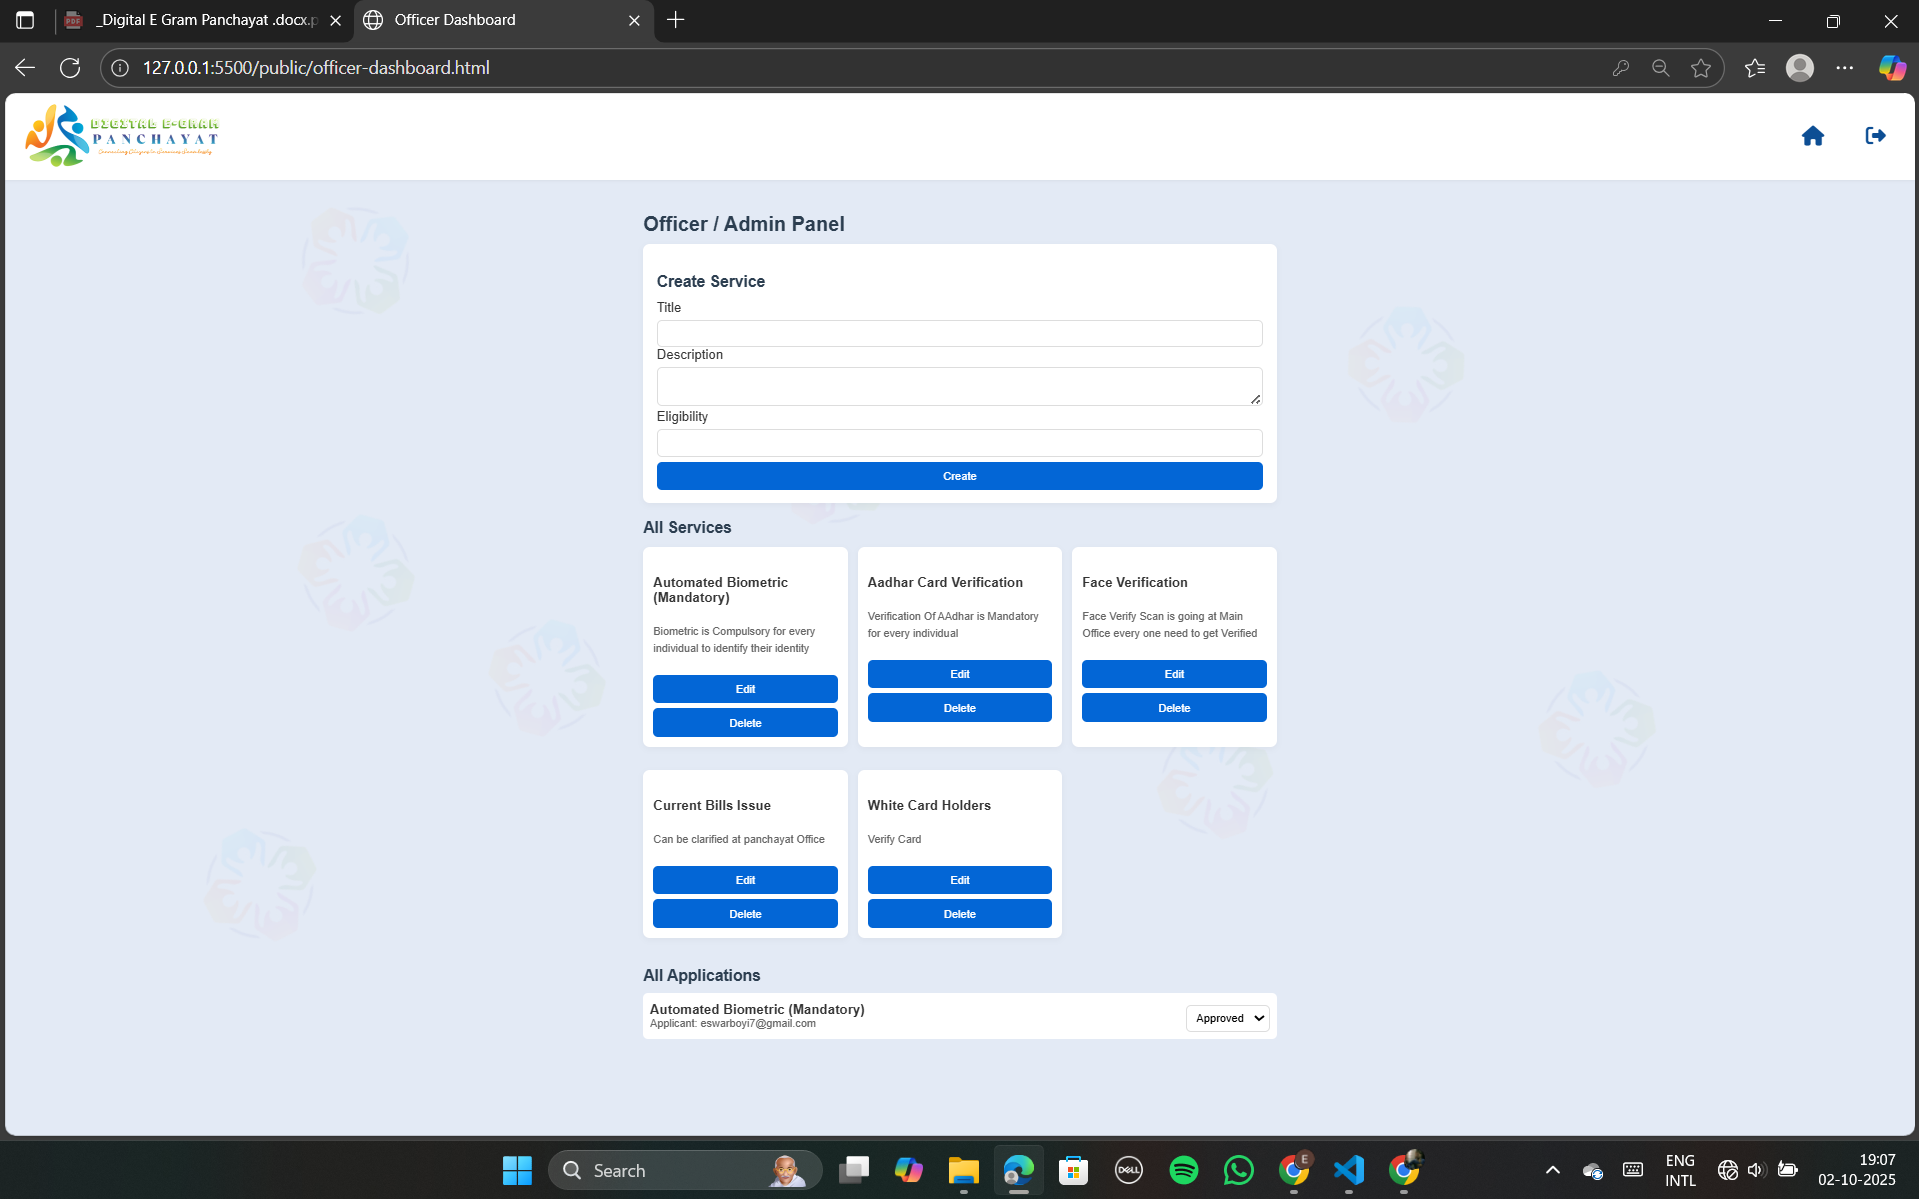 _Digital E Gram Panchayat .docx.p
Officer Dashboard
127.0.0.1:5500/public/officer-dashboard.html
DIGITAL E-GRAM
PANCHAYAT
Officer / Admin Panel
Create Service
Title
Description
Eligibility
Create
All Services
Automated Biometric
(Mandatory)
Biometric is Compulsory for every
individual to identify their identity
Edit
Delete
Aadhar Card Verification
Verification Of AAdhar is Mandatory
for every individual
Edit
Delete
Face Verification
Face Verify Scan is going at Main
Office every one need to get Verified
Edit
Delete
Current Bills Issue
Can be clarified at panchayat Office
Edit
Delete
White Card Holders
Verify Card
Edit
Delete
All Applications
Automated Biometric (Mandatory)
Applicant: eswarboyi7@gmail.com
Approved
Search
DELL
E
ENG
INTL
19:07
02-10-2025